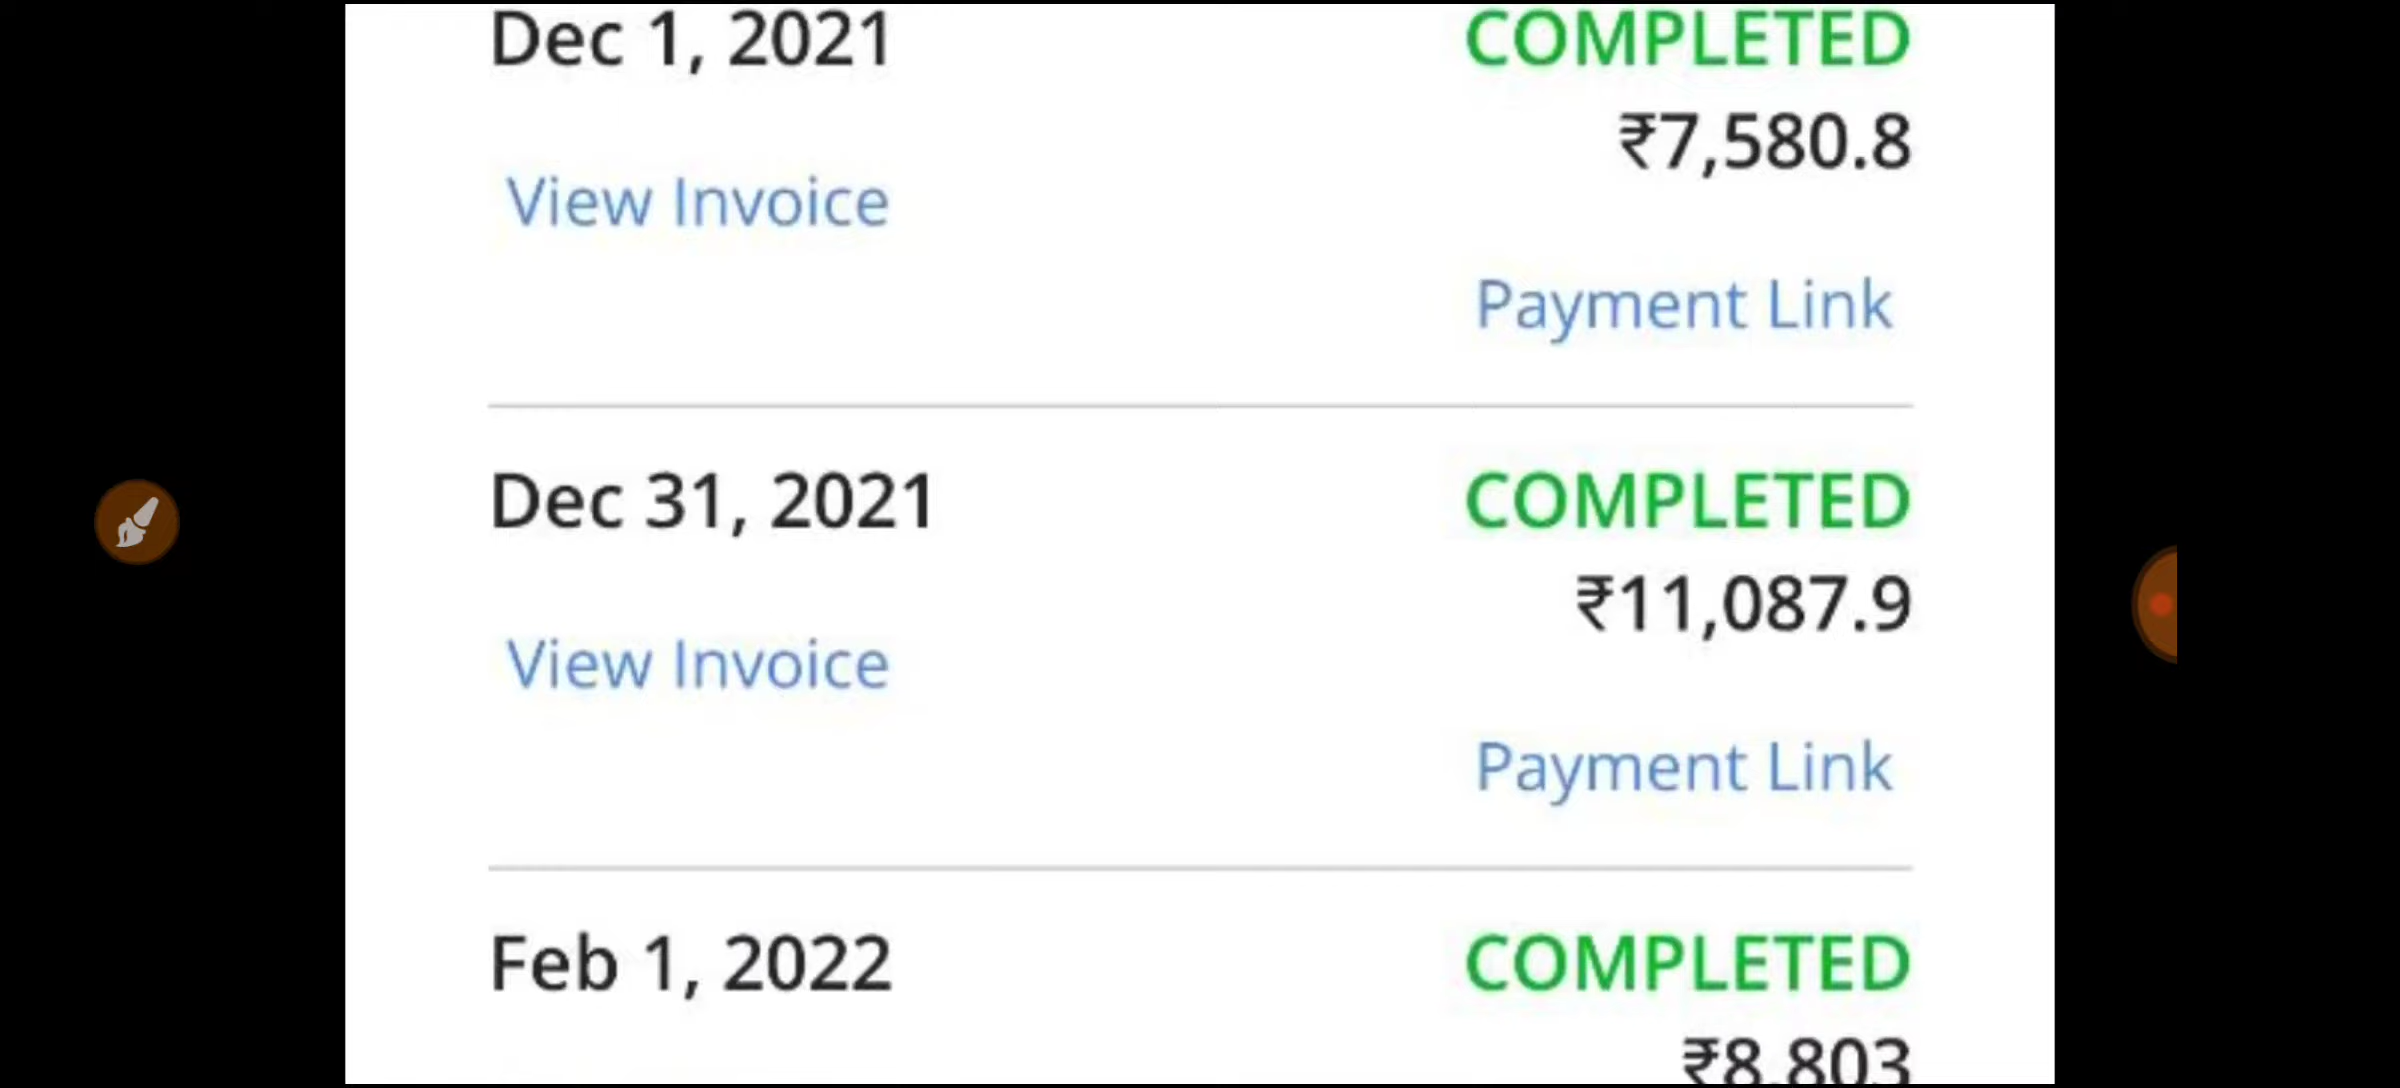 Dec 1, 2021 COMPLETED
₹7,580.8
View Invoice
Payment Link
Dec 31, 2021 COMPLETED
₹11,087.9
View Invoice
Payment Link
Feb 1, 2022 COMPLETED
₹8,803